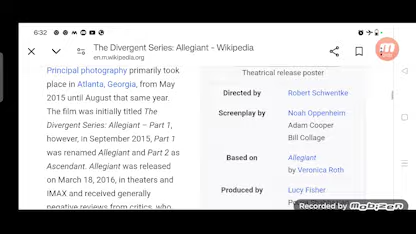 6:32
The Divergent Series: Allegiant - Wikipedia
en.m.wikipedia.org
Principal photography primarily took
place in Atlanta, Georgia, from May
2015 until August that same year.
The film was initially titled The
Divergent Series: Allegiant – Part 1,
however, in September 2015, Part 1
was renamed Allegiant and Part 2 as
Ascendant. Allegiant was released
on March 18, 2016, in theaters and
IMAX and received generally
negative reviews from critics, who
Theatrical release poster
Directed by Robert Schwentke
Screenplay by Noah Oppenheim
Adam Cooper
Bill Collage
Based on Allegiant
by Veronica Roth
Produced by Lucy Fisher
Recorded by Mobizen